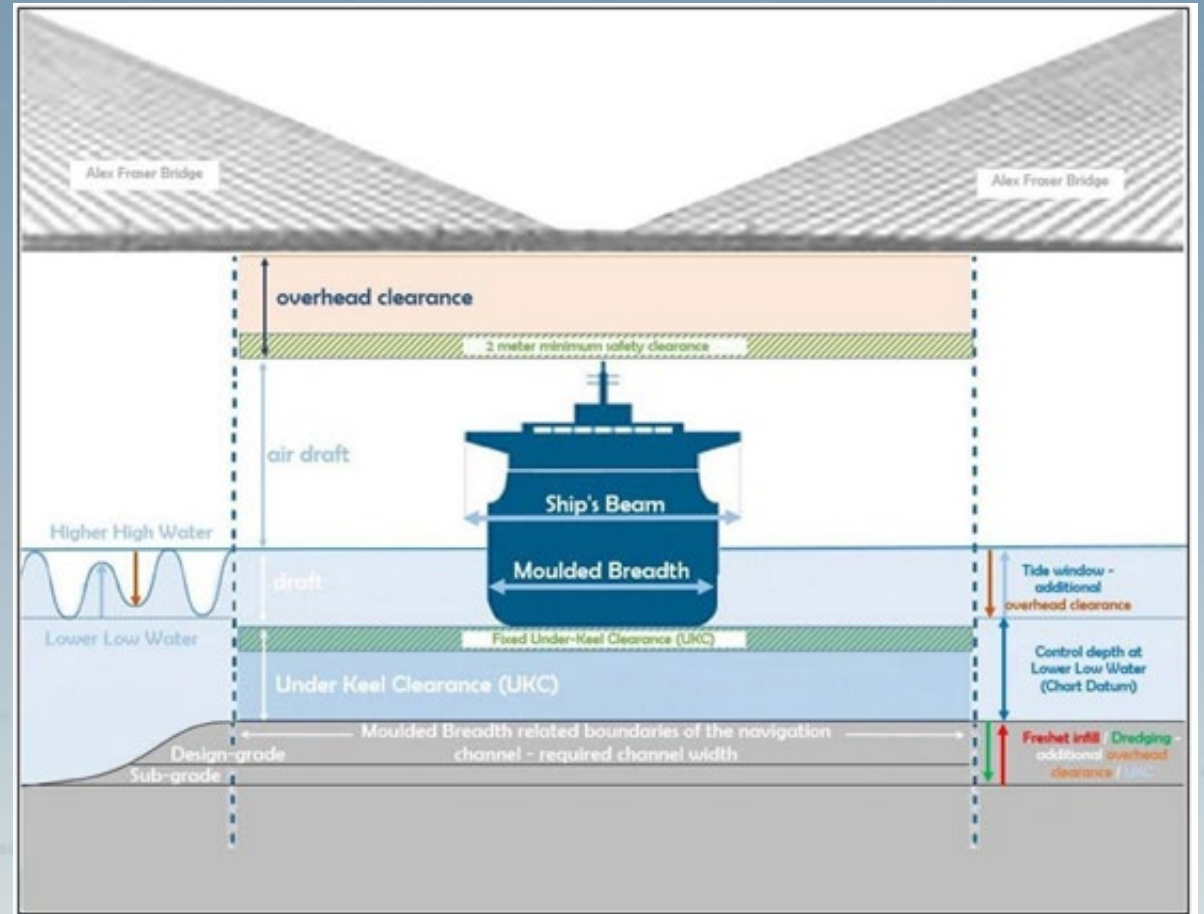 Alex Fraser Bridge
Alex Fraser Bridge
overhead clearance
2 meter minimum safety clearance
air draft
Ship's Beam
Higher High Water
Moulded Breadth
draft
Tide window -
additional
overhead clearance
Lower Low Water
Fixed Under-Keel Clearance (UKC)
Under Keel Clearance (UKC)
Control depth at
Lower Low Water
(Chart Datum)
Moulded Breadth related boundaries of the navigation
channel - required channel width
Design-grade
Sub-grade
Freshet infill / Dredging -
additional overhead
clearance / UKC